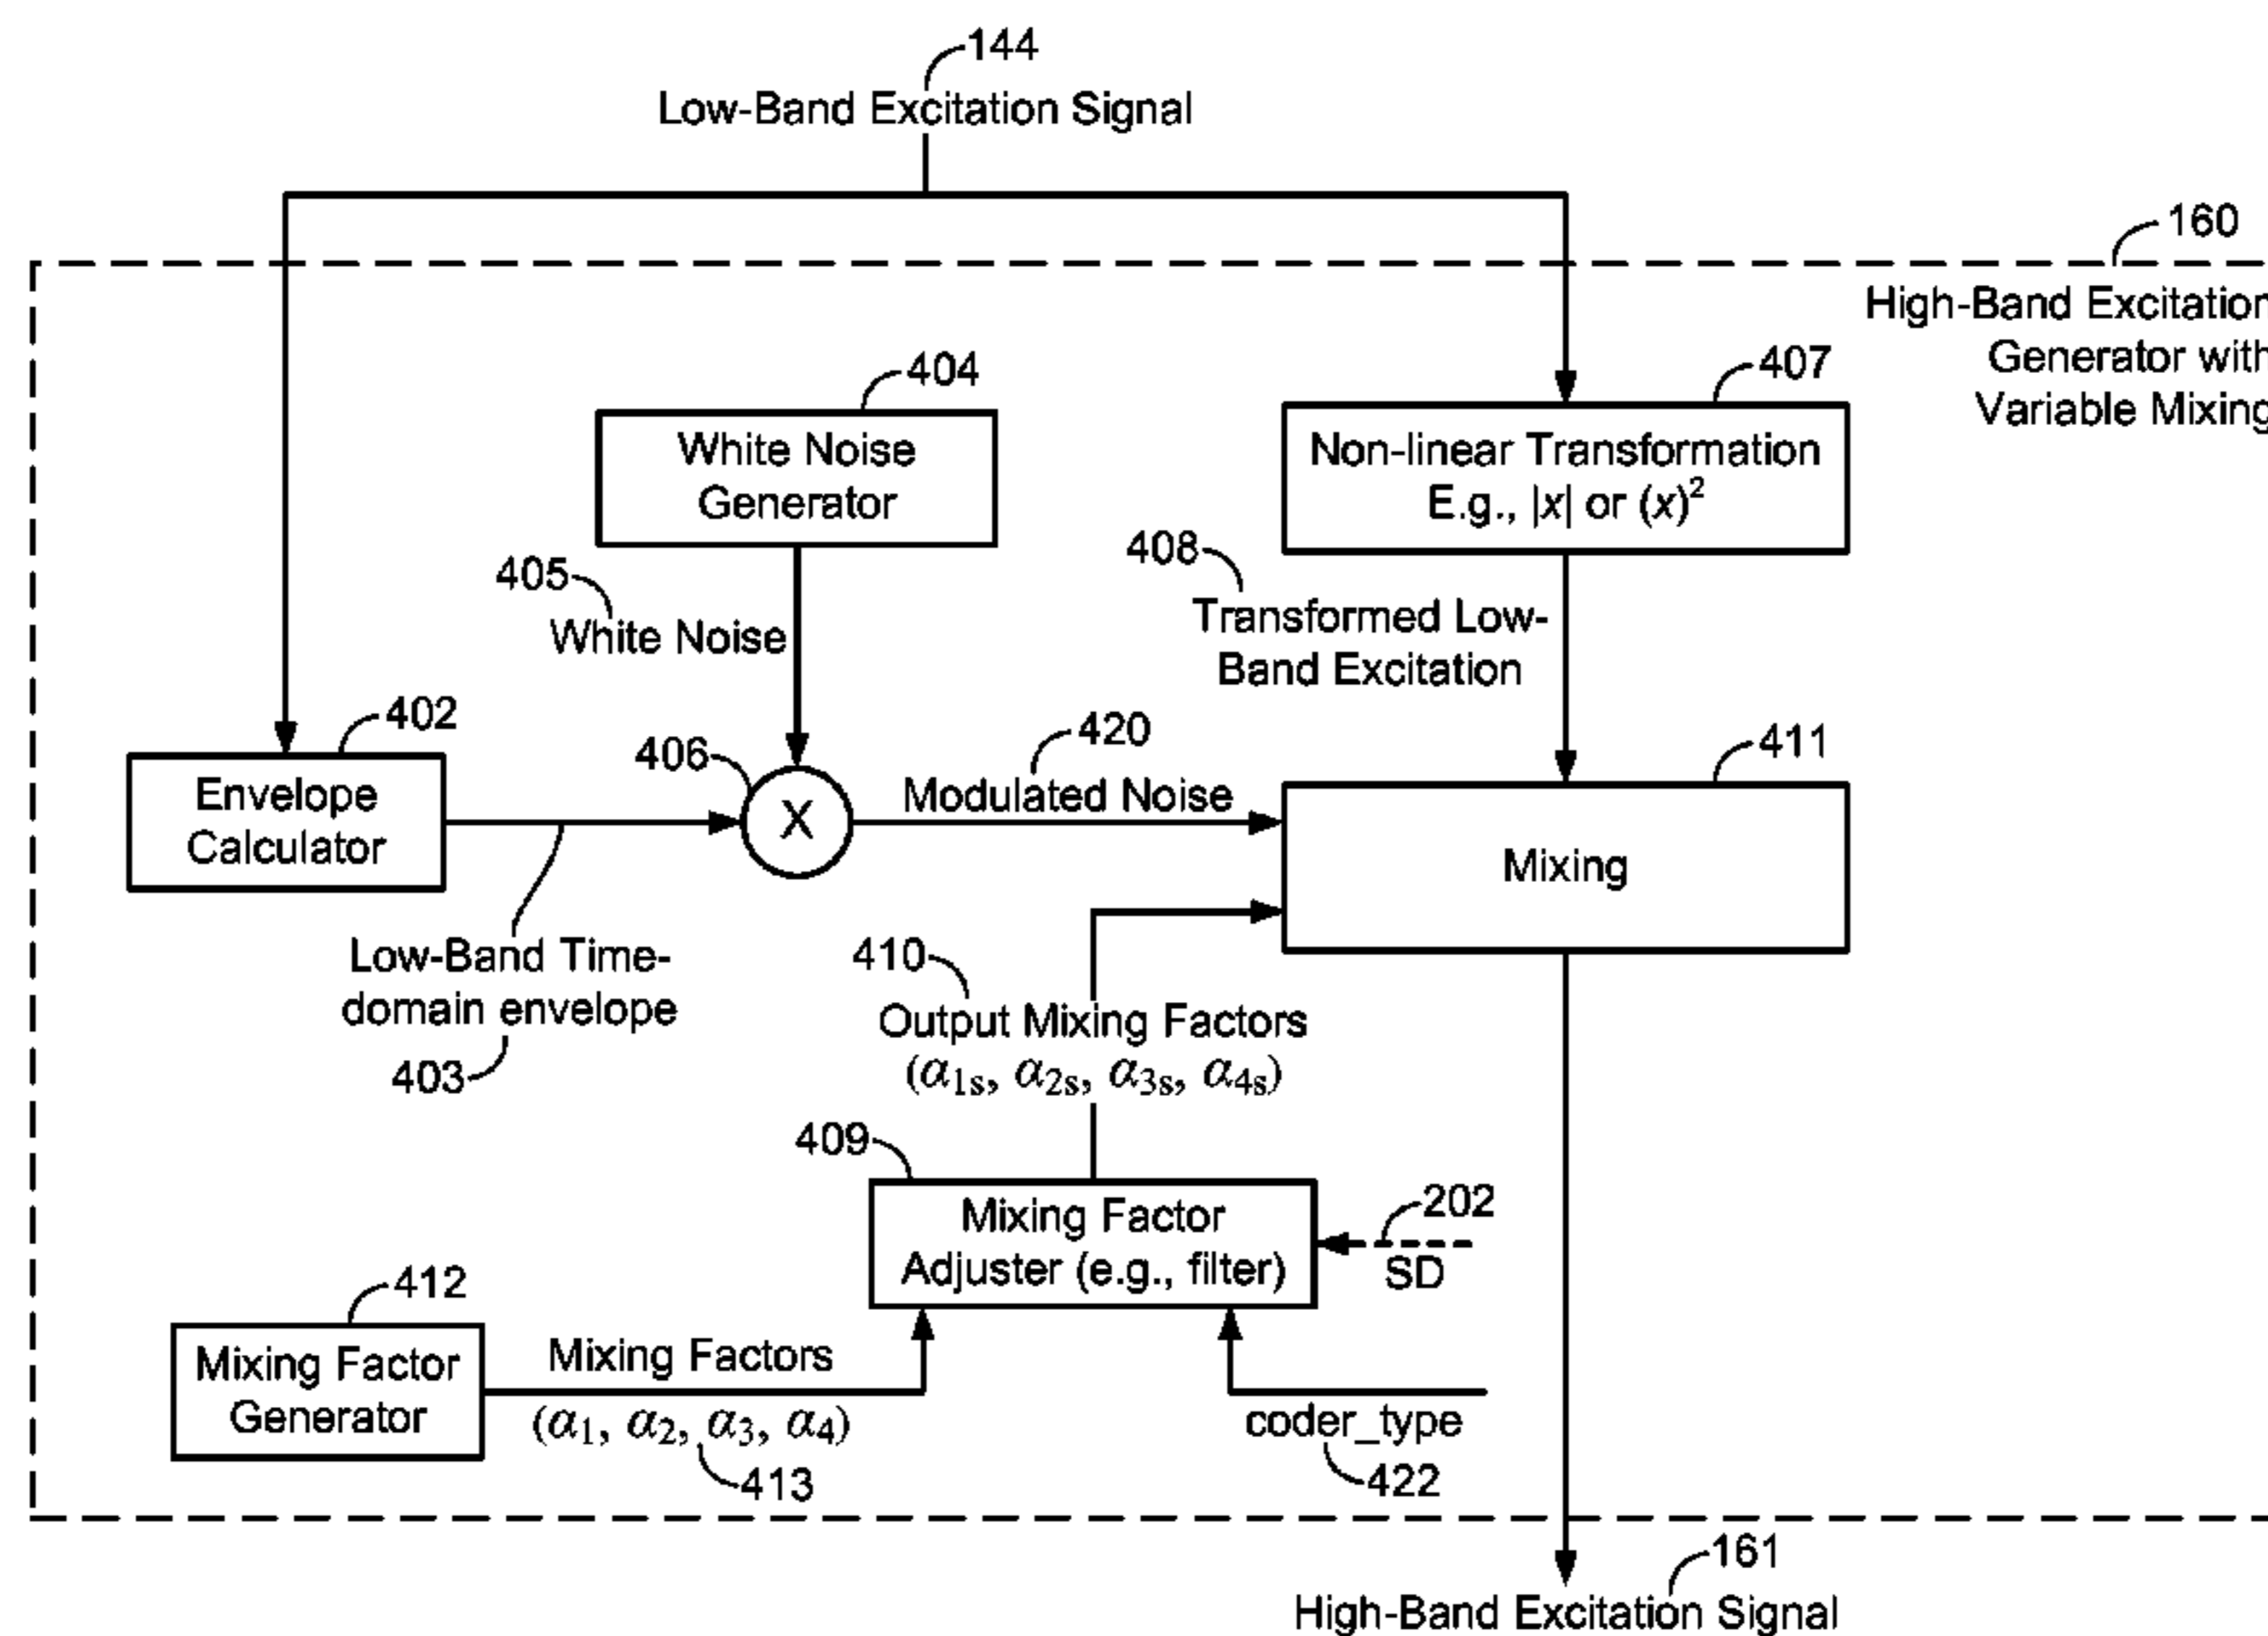 144
Low-Band Excitation Signal
160
High-Band Excitation
Generator with
Variable Mixing
404
White Noise
Generator
407
Non-linear Transformation
E.g., |x| or (x)²
405
White Noise
408
Transformed Low-
Band Excitation
402
Envelope
Calculator
406
X
420
Modulated Noise
411
Mixing
Low-Band Time-
domain envelope
403
410
Output Mixing Factors
(α1s, α2s, α3s, α4s)
409
Mixing Factor
Adjuster (e.g., filter)
202
SD
412
Mixing Factor
Generator
Mixing Factors
(α1, α2, α3, α4)
413
coder_type
422
161
High-Band Excitation Signal